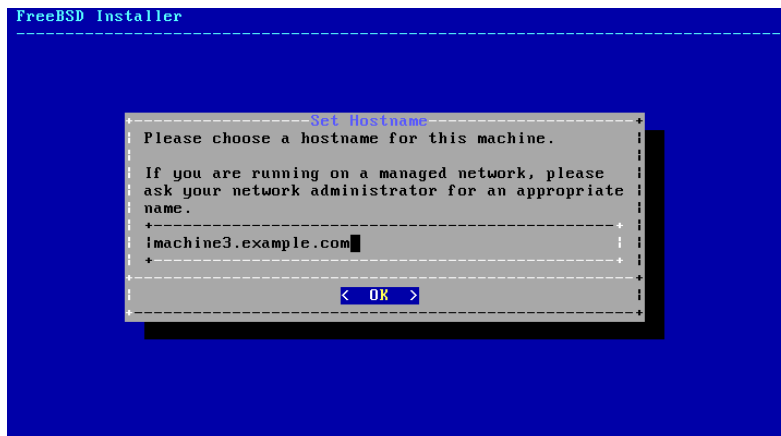 FreeBSD Installer
Set Hostname
Please choose a hostname for this machine.
If you are running on a managed network, please
ask your network administrator for an appropriate
name.
machine3.example.com
< OK >